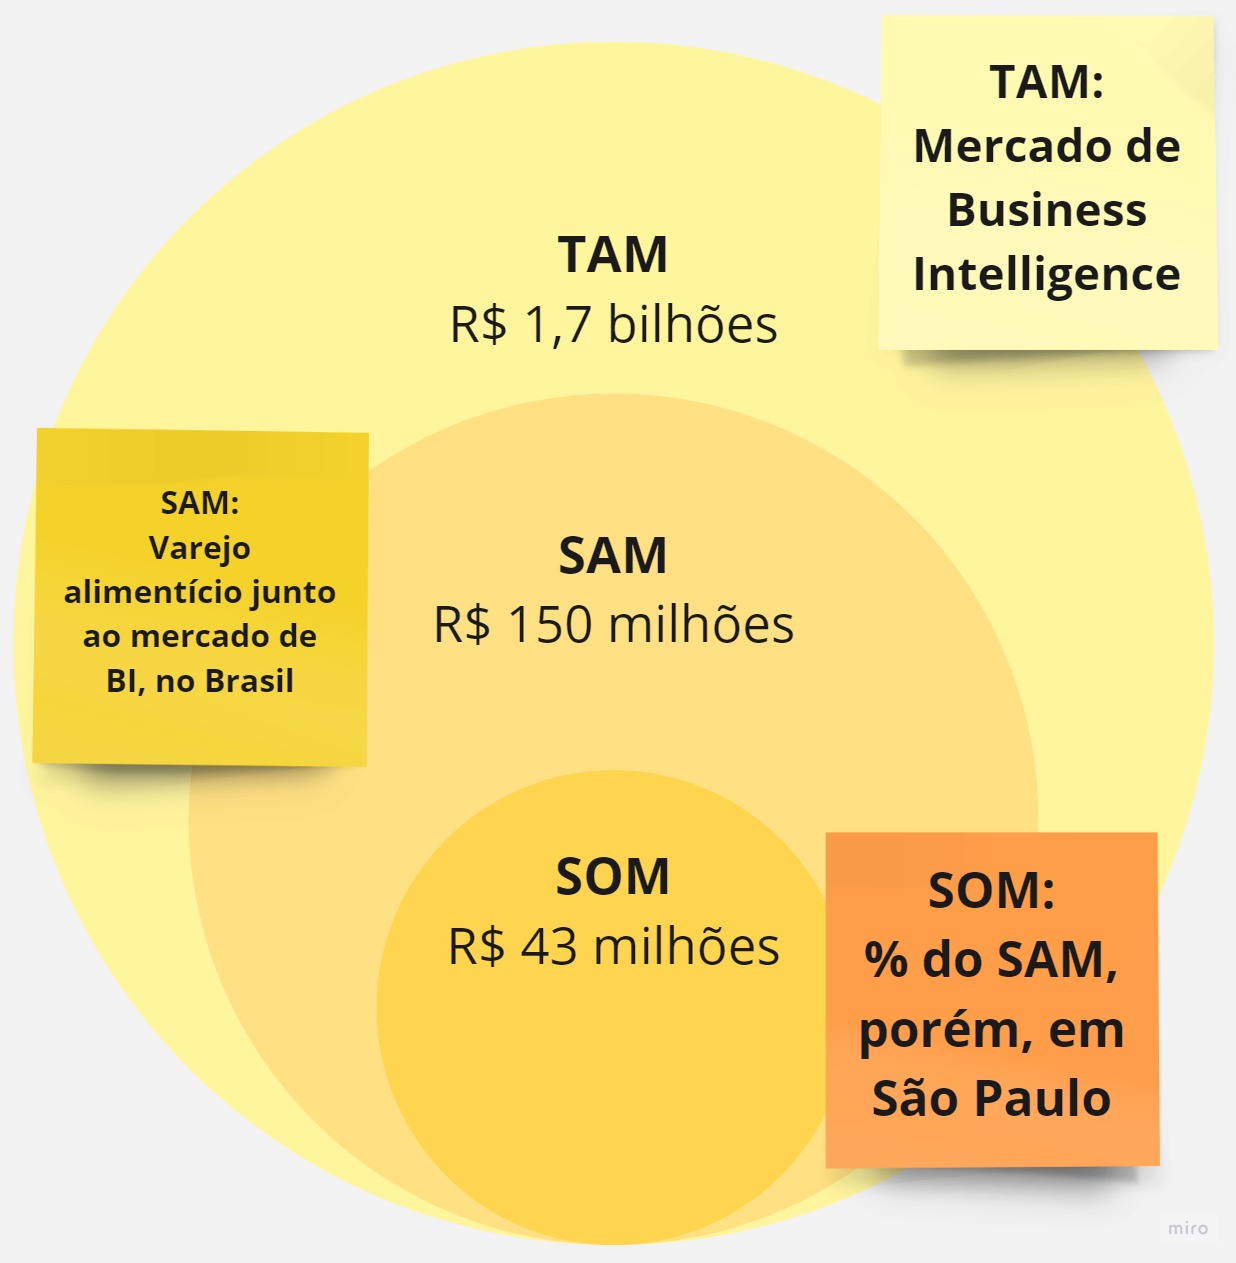 TAM:
Mercado de
Business
Intelligence
TAM
R$ 1,7 bilhões
SAM:
Varejo
alimentício junto
ao mercado de
BI, no Brasil
SAM
R$ 150 milhões
SOM
R$ 43 milhões
SOM:
% do SAM,
porém, em
São Paulo
miro